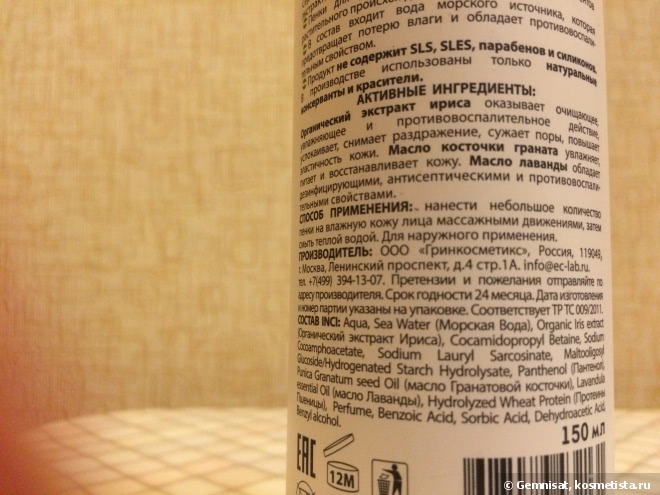 растительного происхожд
В состав входит вода морского источника, которая
предотвращает потерю влаги и обладает противовоспали-
тельным свойством.
Продукт не содержит SLS, SLES, парабенов и силиконов.
В производстве использованы только натуральные
консерванты и красители.
АКТИВНЫЕ ИНГРЕДИЕНТЫ:
Органический экстракт ириса оказывает очищающее,
увлажняющее и противовоспалительное действие,
успокаивает, снимает раздражение, сужает поры, повышает
эластичность кожи. Масло косточки граната увлажняет,
питает и восстанавливает кожу. Масло лаванды обладает
дезинфицирующими, антисептическими и противовоспали-
тельными свойствами.
СПОСОБ ПРИМЕНЕНИЯ: нанести небольшое количество
пенки на влажную кожу лица массажными движениями, затем
смыть теплой водой. Для наружного применения.
ПРОИЗВОДИТЕЛЬ: ООО «Гринкосметикс», Россия, 119049,
г. Москва, Ленинский проспект, д.4 стр.1А. info@ec-lab.ru.
тел. +7(499) 394-13-07. Претензии и пожелания отправляйте по
адресу производителя. Срок годности 24 месяца. Дата изготовления
и номер партии указаны на упаковке. Соответствует ТР ТС 009/2011.
СОСТАВ INCI: Aqua, Sea Water (Морская Вода), Organic Iris extract
(Органический экстракт Ириса), Cocamidopropyl Betaine, Sodium
Cocoamphoacetate, Sodium Lauryl Sarcosinate, Maltooligosyl
Glucoside/Hydrogenated Starch Hydrolysate, Panthenol (Пантенол),
Punica Granatum seed Oil (масло Гранатовой косточки), Lavandula
essential Oil (масло Лаванды), Hydrolyzed Wheat Protein (Протеины
Пшеницы), Perfume, Benzoic Acid, Sorbic Acid, Dehydroacetic Acid,
Benzyl alcohol.
150 мл
EAC
12M
© Gemnisat, kosmetista.ru